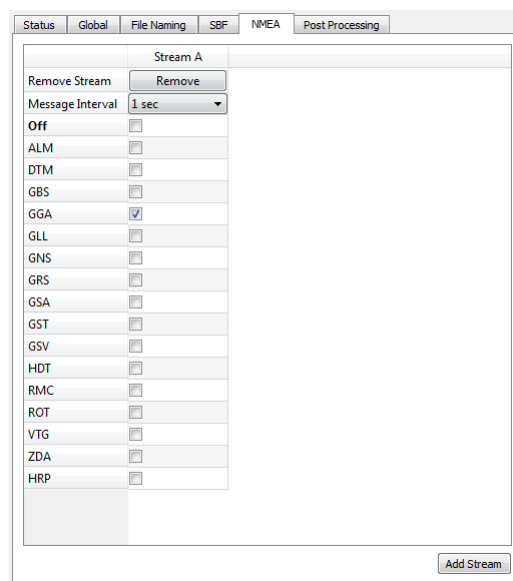 Status Global File Naming SBF NMEA Post Processing
Stream A
Remove Stream Remove
Message Interval 1 sec
Off
ALM
DTM
GBS
GGA
GLL
GNS
GRS
GSA
GST
GSV
HDT
RMC
ROT
VTG
ZDA
HRP
Add Stream